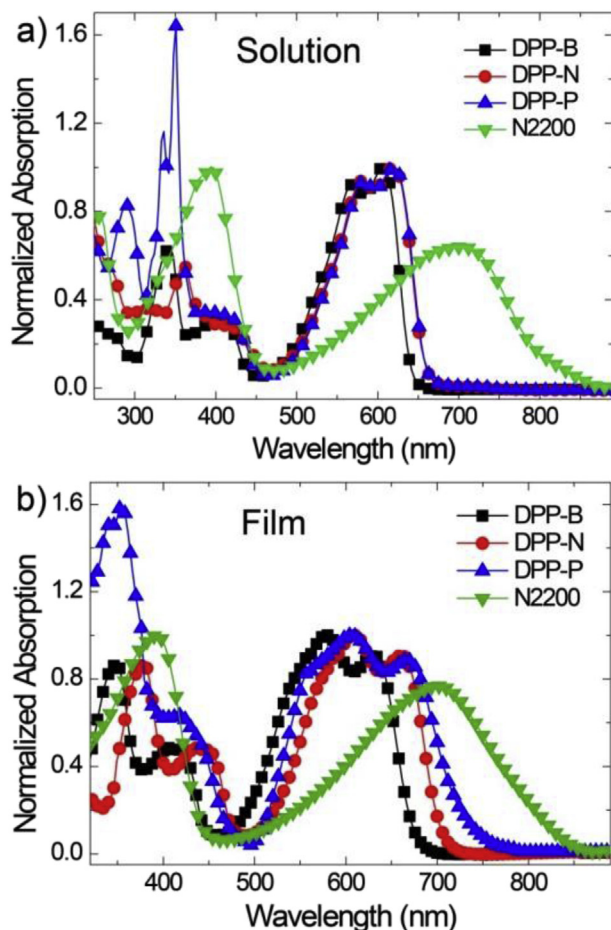 a)
Solution
DPP-B
DPP-N
DPP-P
N2200
Normalized Absorption
1.6
1.2
0.8
0.4
0.0
300 400 500 600 700 800
Wavelength (nm)
b)
Film
DPP-B
DPP-N
DPP-P
N2200
Normalized Absorption
1.6
1.2
0.8
0.4
0.0
400 500 600 700 800
Wavelength (nm)